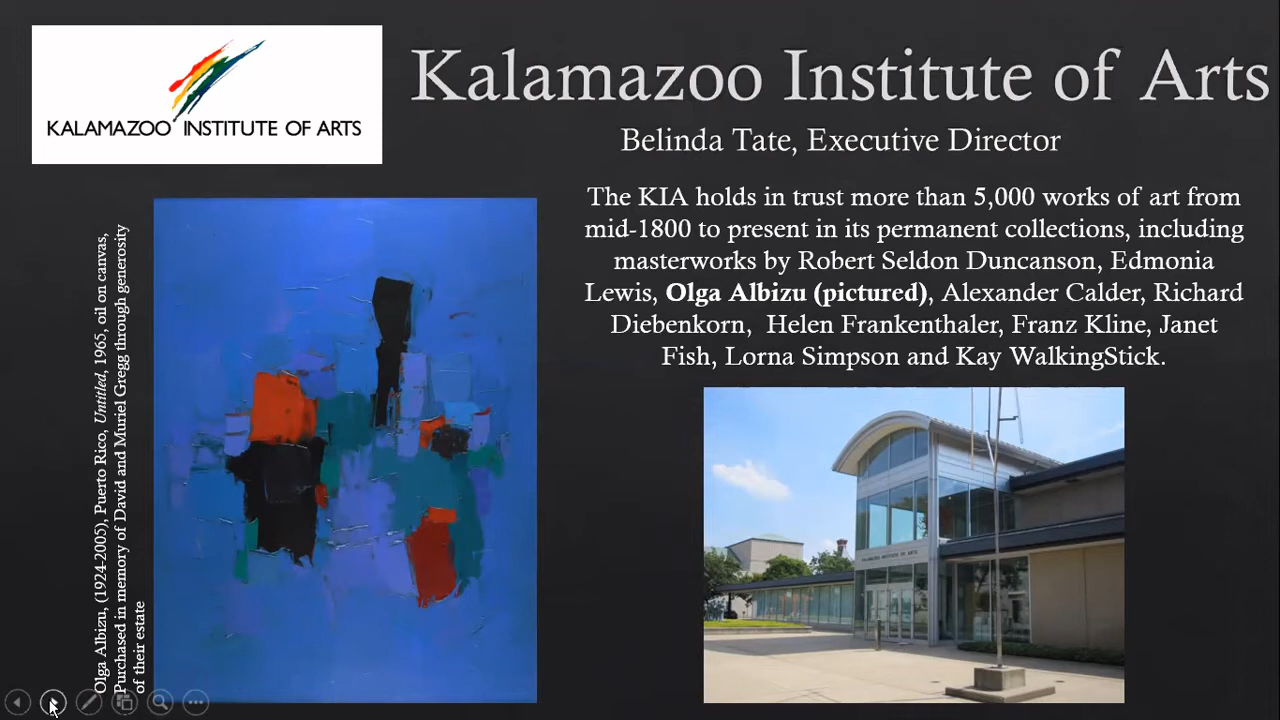 KALAMAZOO INSTITUTE OF ARTS
Kalamazoo Institute of Arts
Belinda Tate, Executive Director
The KIA holds in trust more than 5,000 works of art from
mid-1800 to present in its permanent collections, including
masterworks by Robert Seldon Duncanson, Edmonia
Lewis, Olga Albizu (pictured), Alexander Calder, Richard
Diebenkorn, Helen Frankenthaler, Franz Kline, Janet
Fish, Lorna Simpson and Kay WalkingStick.
Olga Albizu, (1924-2005), Puerto Rico, Untitled, 1965, oil on canvas,
Purchased in memory of David and Muriel Gregg through generosity
of their estate
KALAMAZOO INSTITUTE OF ARTS